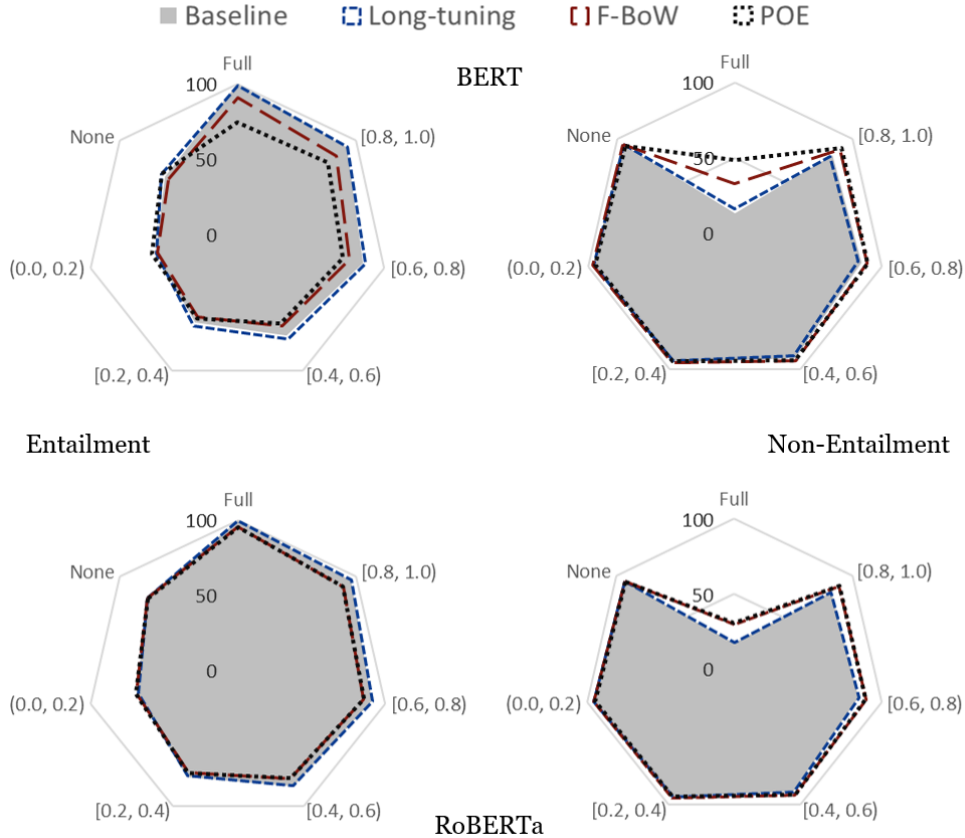 Baseline Long-tuning F-BoW POE
Full Full
BERT
100 100
None [0.8, 1.0) None [0.8, 1.0)
50 50
0 0
(0.0, 0.2) [0.6, 0.8) (0.0, 0.2) [0.6, 0.8)
[0.2, 0.4) [0.4, 0.6) [0.2, 0.4) [0.4, 0.6)
Entailment Non-Entailment
Full Full
100 100
None [0.8, 1.0) None [0.8, 1.0)
50 50
0 0
(0.0, 0.2) [0.6, 0.8) (0.0, 0.2) [0.6, 0.8)
[0.2, 0.4) [0.4, 0.6) [0.2, 0.4) [0.4, 0.6)
RoBERTa